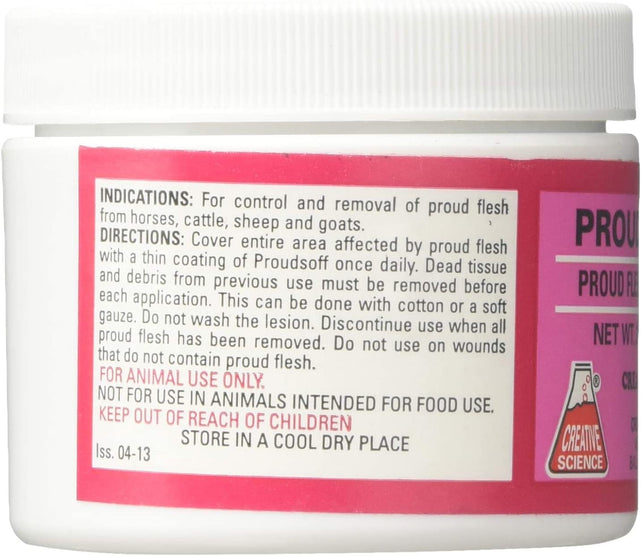 INDICATIONS: For control and removal of proud flesh
from horses, cattle, sheep and goats.
DIRECTIONS: Cover entire area affected by proud flesh
with a thin coating of Proudsoff once daily. Dead tissue
and debris from previous use must be removed before
each application. This can be done with cotton or a soft
gauze. Do not wash the lesion. Discontinue use when all
proud flesh has been removed. Do not use on wounds
that do not contain proud flesh.
FOR ANIMAL USE ONLY.
NOT FOR USE IN ANIMALS INTENDED FOR FOOD USE.
KEEP OUT OF REACH OF CHILDREN
STORE IN A COOL DRY PLACE
Iss. 04-13
PROU
PROUD FLE
NET WT.
®
CREATIVE
SCIENCE